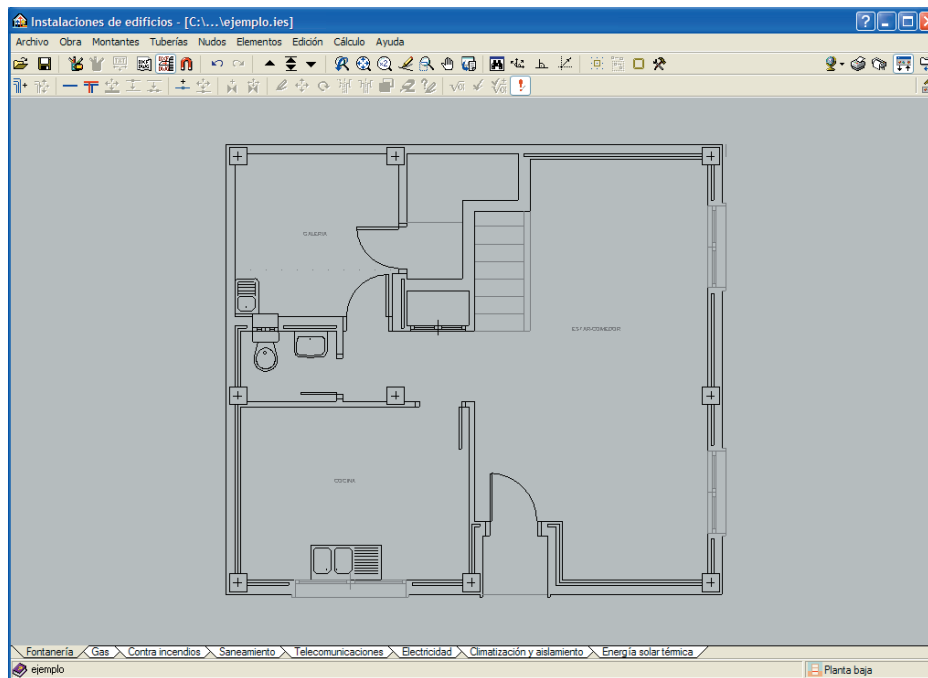 Instalaciones de edificios - [C:\...\ejemplo.ies]
Archivo Obra Montantes Tuberías Nudos Elementos Edición Cálculo Ayuda
GALERIA
ESTAR-COMEDOR
COCINA
Fontanería Gas Contra incendios Saneamiento Telecomunicaciones Electricidad Climatización y aislamiento Energía solar térmica
ejemplo Planta baja